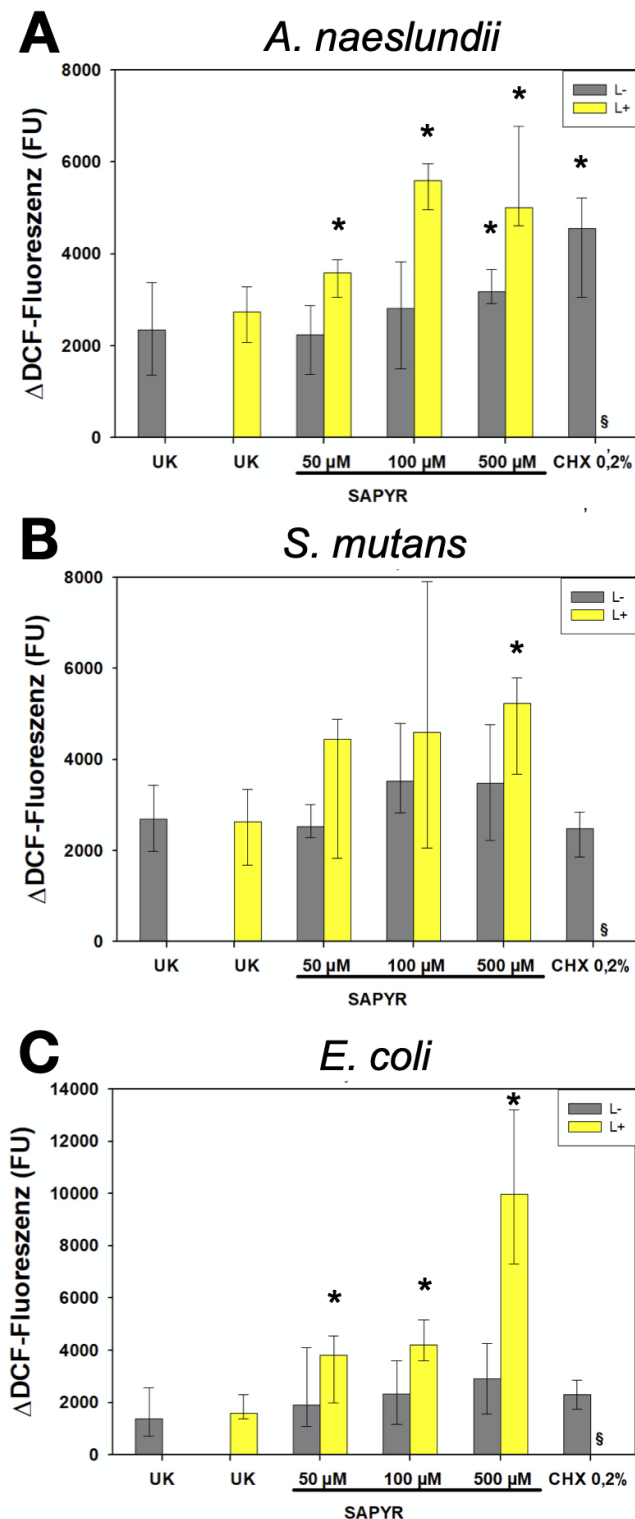 A A. naeslundii
ΔDCF-Fluoreszenz (FU)
8000
6000
4000
2000
0
L-
L+
* * * * *
§
UK UK 50 µM 100 µM 500 µM CHX 0,2%
SAPYR
,
B S. mutans
ΔDCF-Fluoreszenz (FU)
8000
6000
4000
2000
0
L-
L+
*
§
UK UK 50 µM 100 µM 500 µM CHX 0,2%
SAPYR
C E. coli
ΔDCF-Fluoreszenz (FU)
14000
12000
10000
8000
6000
4000
2000
0
L-
L+
* * *
§
UK UK 50 µM 100 µM 500 µM CHX 0,2%
SAPYR